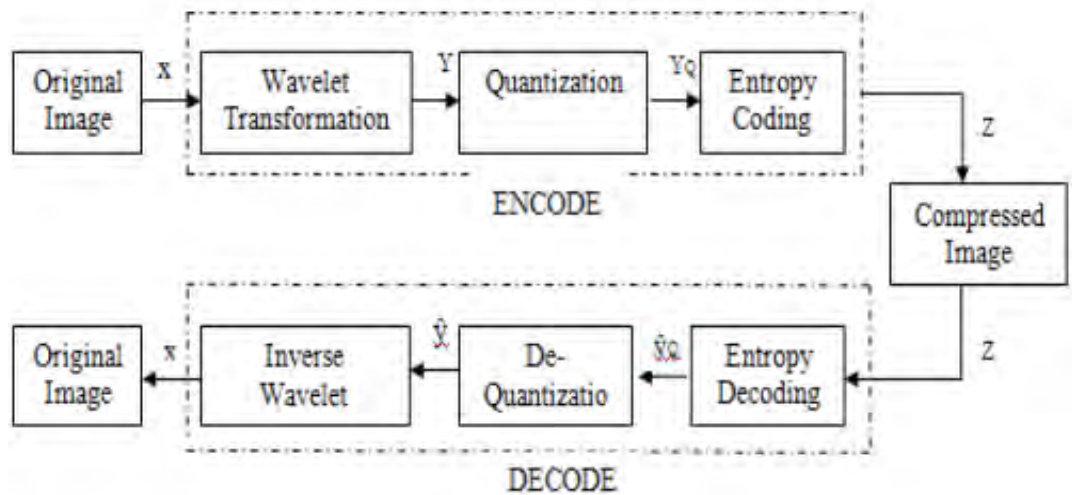 Original
Image
X
Wavelet
Transformation
Y
Quantization
YQ
Entropy
Coding
Z
ENCODE
Compressed
Image
Original
Image
x
Inverse
Wavelet
Ŷ
De-
Quantizatio
ŶQ
Entropy
Decoding
Z
DECODE